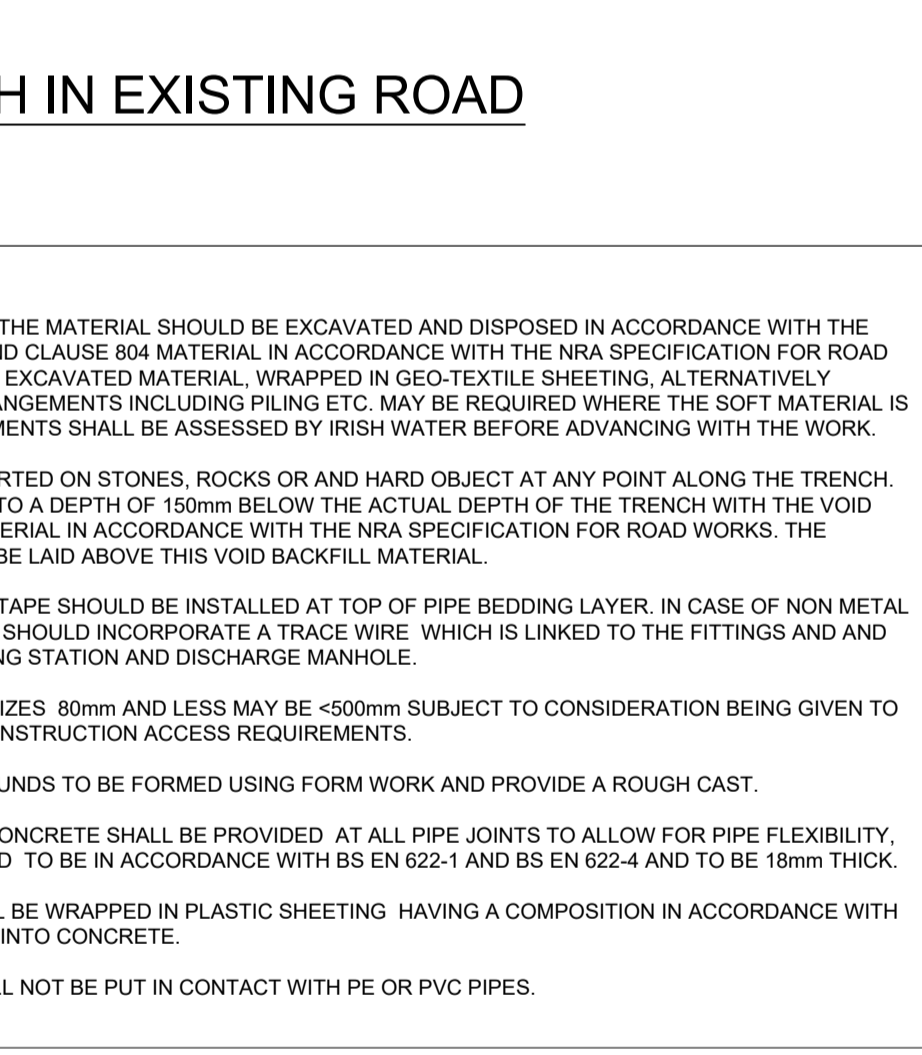 H IN EXISTING ROAD
THE MATERIAL SHOULD BE EXCAVATED AND DISPOSED IN ACCORDANCE WITH THE
ND CLAUSE 804 MATERIAL IN ACCORDANCE WITH THE NRA SPECIFICATION FOR ROAD
EXCAVATED MATERIAL, WRAPPED IN GEO-TEXTILE SHEETING, ALTERNATIVELY
ANGEMENTS INCLUDING PILING ETC. MAY BE REQUIRED WHERE THE SOFT MATERIAL IS
MENTS SHALL BE ASSESSED BY IRISH WATER BEFORE ADVANCING WITH THE WORK.
RTED ON STONES, ROCKS OR AND HARD OBJECT AT ANY POINT ALONG THE TRENCH.
TO A DEPTH OF 150mm BELOW THE ACTUAL DEPTH OF THE TRENCH WITH THE VOID
TERIAL IN ACCORDANCE WITH THE NRA SPECIFICATION FOR ROAD WORKS. THE
BE LAID ABOVE THIS VOID BACKFILL MATERIAL.
TAPE SHOULD BE INSTALLED AT TOP OF PIPE BEDDING LAYER. IN CASE OF NON METAL
SHOULD INCORPORATE A TRACE WIRE WHICH IS LINKED TO THE FITTINGS AND AND
NG STATION AND DISCHARGE MANHOLE.
IZES 80mm AND LESS MAY BE <500mm SUBJECT TO CONSIDERATION BEING GIVEN TO
NSTRUCTION ACCESS REQUIREMENTS.
UNDS TO BE FORMED USING FORM WORK AND PROVIDE A ROUGH CAST.
ONCRETE SHALL BE PROVIDED AT ALL PIPE JOINTS TO ALLOW FOR PIPE FLEXIBILITY,
D TO BE IN ACCORDANCE WITH BS EN 622-1 AND BS EN 622-4 AND TO BE 18mm THICK.
L BE WRAPPED IN PLASTIC SHEETING HAVING A COMPOSITION IN ACCORDANCE WITH
INTO CONCRETE.
LL NOT BE PUT IN CONTACT WITH PE OR PVC PIPES.